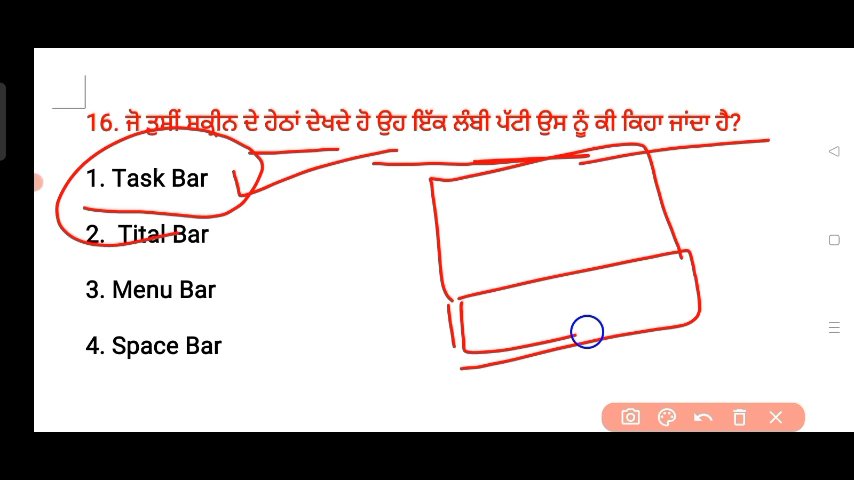 16. ਜੋ ਤੁਸੀਂ ਸਕ੍ਰੀਨ ਦੇ ਹੇਠਾਂ ਦੇਖਦੇ ਹੋ ਉਹ ਇੱਕ ਲੰਬੀ ਪੱਟੀ ਉਸ ਨੂੰ ਕੀ ਕਿਹਾ ਜਾਂਦਾ ਹੈ?
1. Task Bar
2. Tital Bar
3. Menu Bar
4. Space Bar